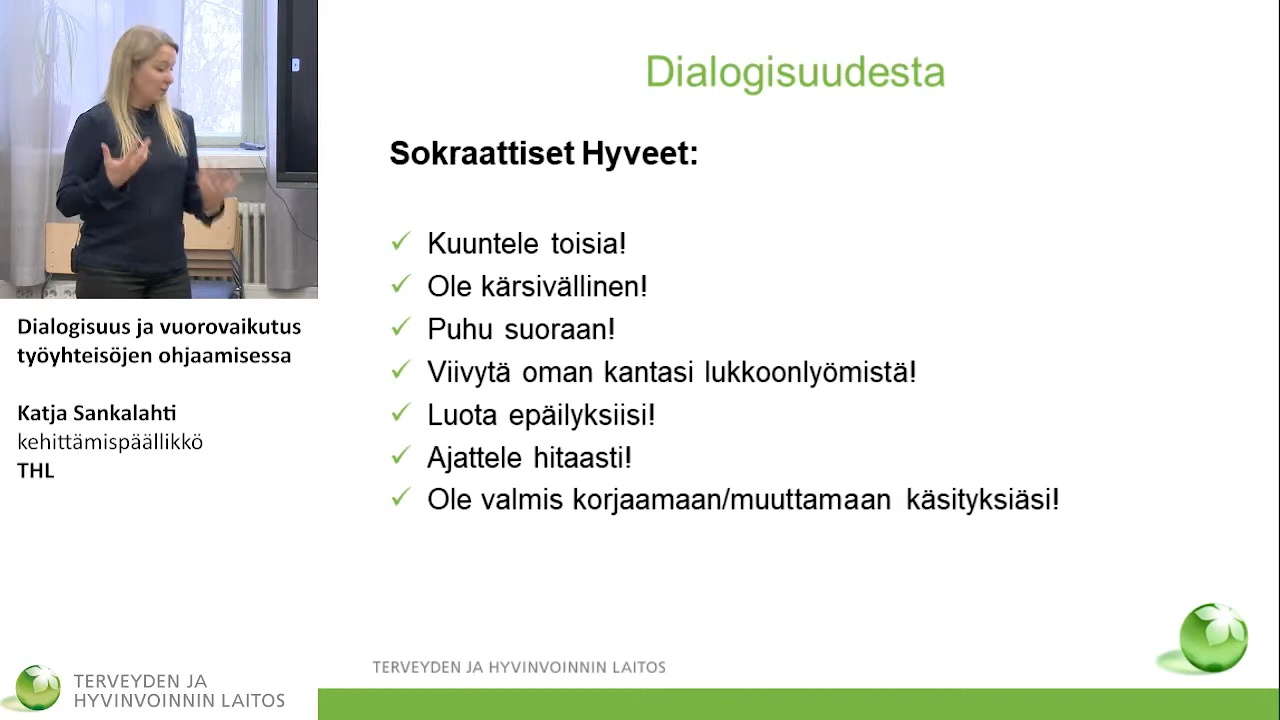 Dialogisuudesta
Sokraattiset Hyveet:
Kuuntele toisia!
Ole kärsivällinen!
Puhu suoraan!
Viivytä oman kantasi lukkoonlyömistä!
Luota epäilyksiisi!
Ajattele hitaasti!
Ole valmis korjaamaan/muuttamaan käsityksiäsi!
TERVEYDEN JA HYVINVOINNIN LAITOS
Dialogisuus ja vuorovaikutus
työyhteisöjen ohjaamisessa
Katja Sankalahti
kehittämispäällikkö
THL
TERVEYDEN JA
HYVINVOINNIN LAITOS